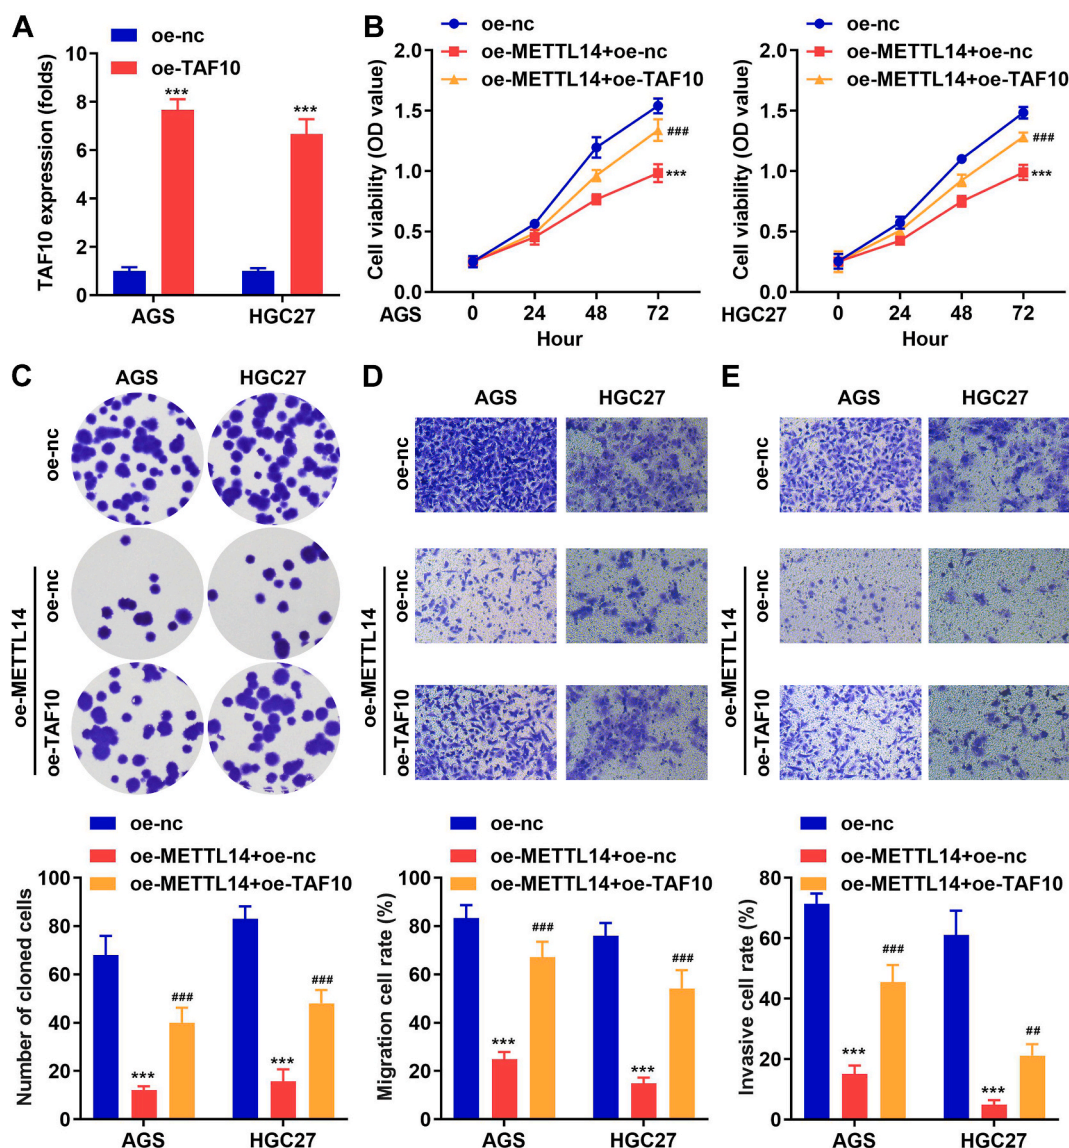 A
oe-nc
oe-TAF10
TAF10 expression (folds)
10
8
6
4
2
0
***
***
AGS
HGC27
B
oe-nc
oe-METTL14+oe-nc
oe-METTL14+oe-TAF10
Cell viability (OD value)
2.0
1.5
1.0
0.5
0.0
###
***
AGS
0
24
48
72
Hour
oe-nc
oe-METTL14+oe-nc
oe-METTL14+oe-TAF10
Cell viability (OD value)
2.0
1.5
1.0
0.5
0.0
###
***
HGC27
0
24
48
72
Hour
C
AGS
HGC27
oe-nc
oe-METTL14
oe-nc
oe-TAF10
oe-nc
oe-METTL14+oe-nc
oe-METTL14+oe-TAF10
Number of cloned cells
100
80
60
40
20
0
***
###
***
###
AGS
HGC27
D
AGS
HGC27
oe-nc
oe-METTL14
oe-nc
oe-TAF10
oe-nc
oe-METTL14+oe-nc
oe-METTL14+oe-TAF10
Migration cell rate (%)
100
80
60
40
20
0
***
###
***
###
AGS
HGC27
E
AGS
HGC27
oe-nc
oe-METTL14
oe-nc
oe-TAF10
oe-nc
oe-METTL14+oe-nc
oe-METTL14+oe-TAF10
Invasive cell rate (%)
80
60
40
20
0
***
###
***
##
AGS
HGC27